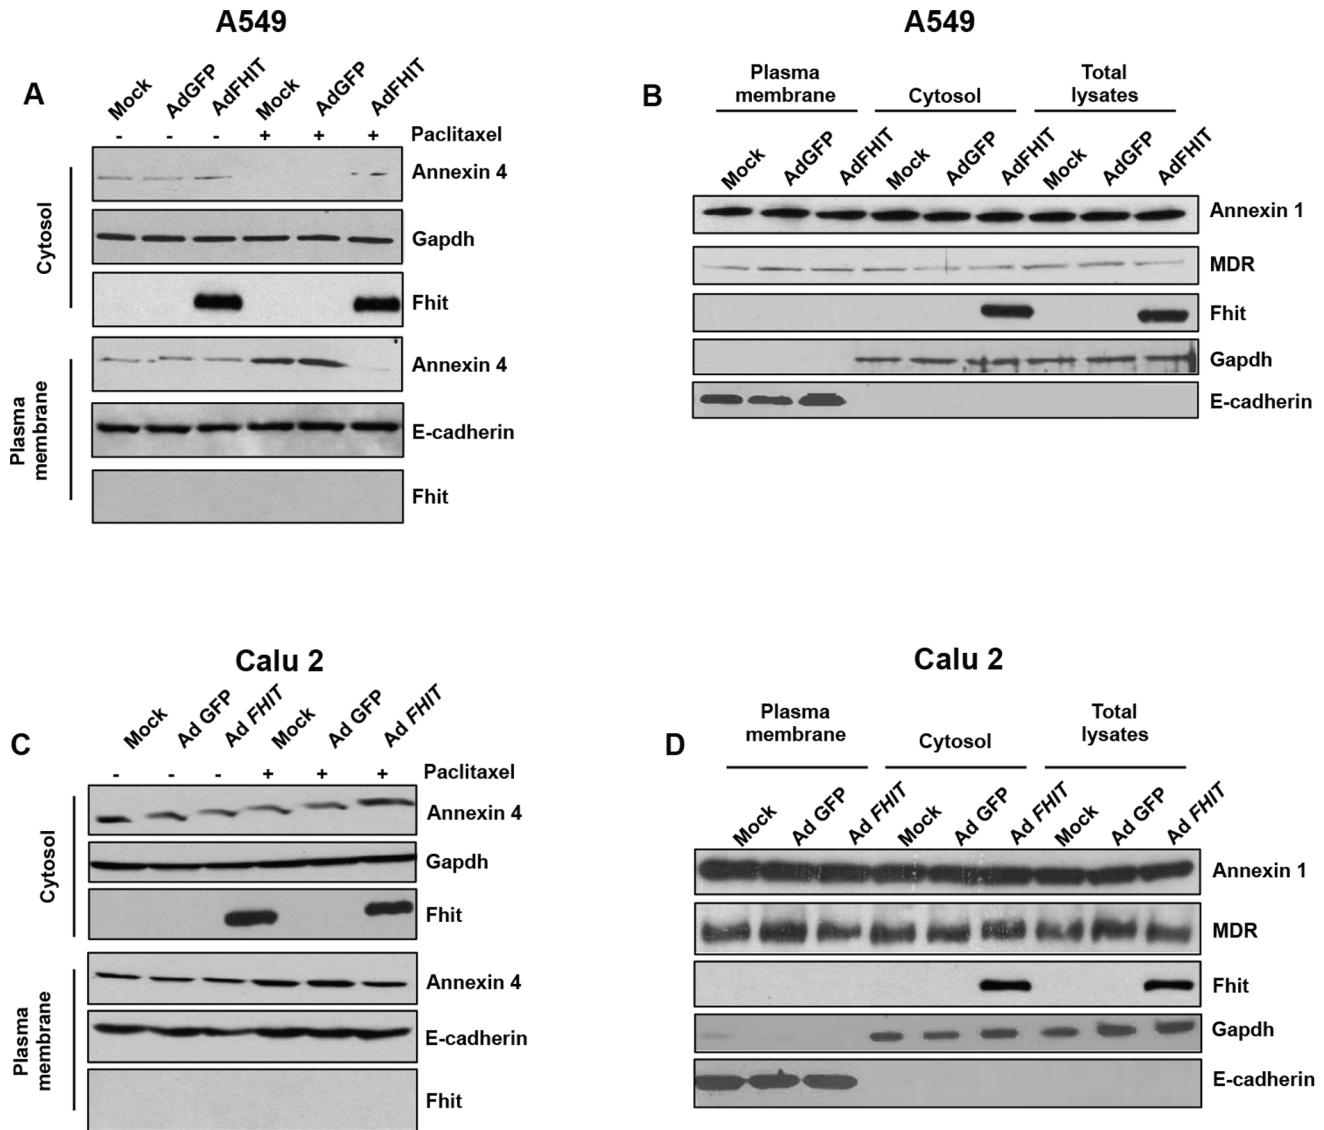 A549
A
Mock AdGFP AdFHIT Mock AdGFP AdFHIT
- - - + + + Paclitaxel
Cytosol
Annexin 4
Gapdh
Fhit
Plasma
membrane
Annexin 4
E-cadherin
Fhit
A549
B
Plasma
membrane
Cytosol
Total
lysates
Mock AdGFP AdFHIT Mock AdGFP AdFHIT Mock AdGFP AdFHIT
Annexin 1
MDR
Fhit
Gapdh
E-cadherin
Calu 2
C
Mock Ad GFP Ad FHIT Mock Ad GFP Ad FHIT
- - - + + + Paclitaxel
Cytosol
Annexin 4
Gapdh
Fhit
Plasma
membrane
Annexin 4
E-cadherin
Fhit
Calu 2
D
Plasma
membrane
Cytosol
Total
lysates
Mock Ad GFP Ad FHIT Mock Ad GFP Ad FHIT Mock Ad GFP Ad FHIT
Annexin 1
MDR
Fhit
Gapdh
E-cadherin